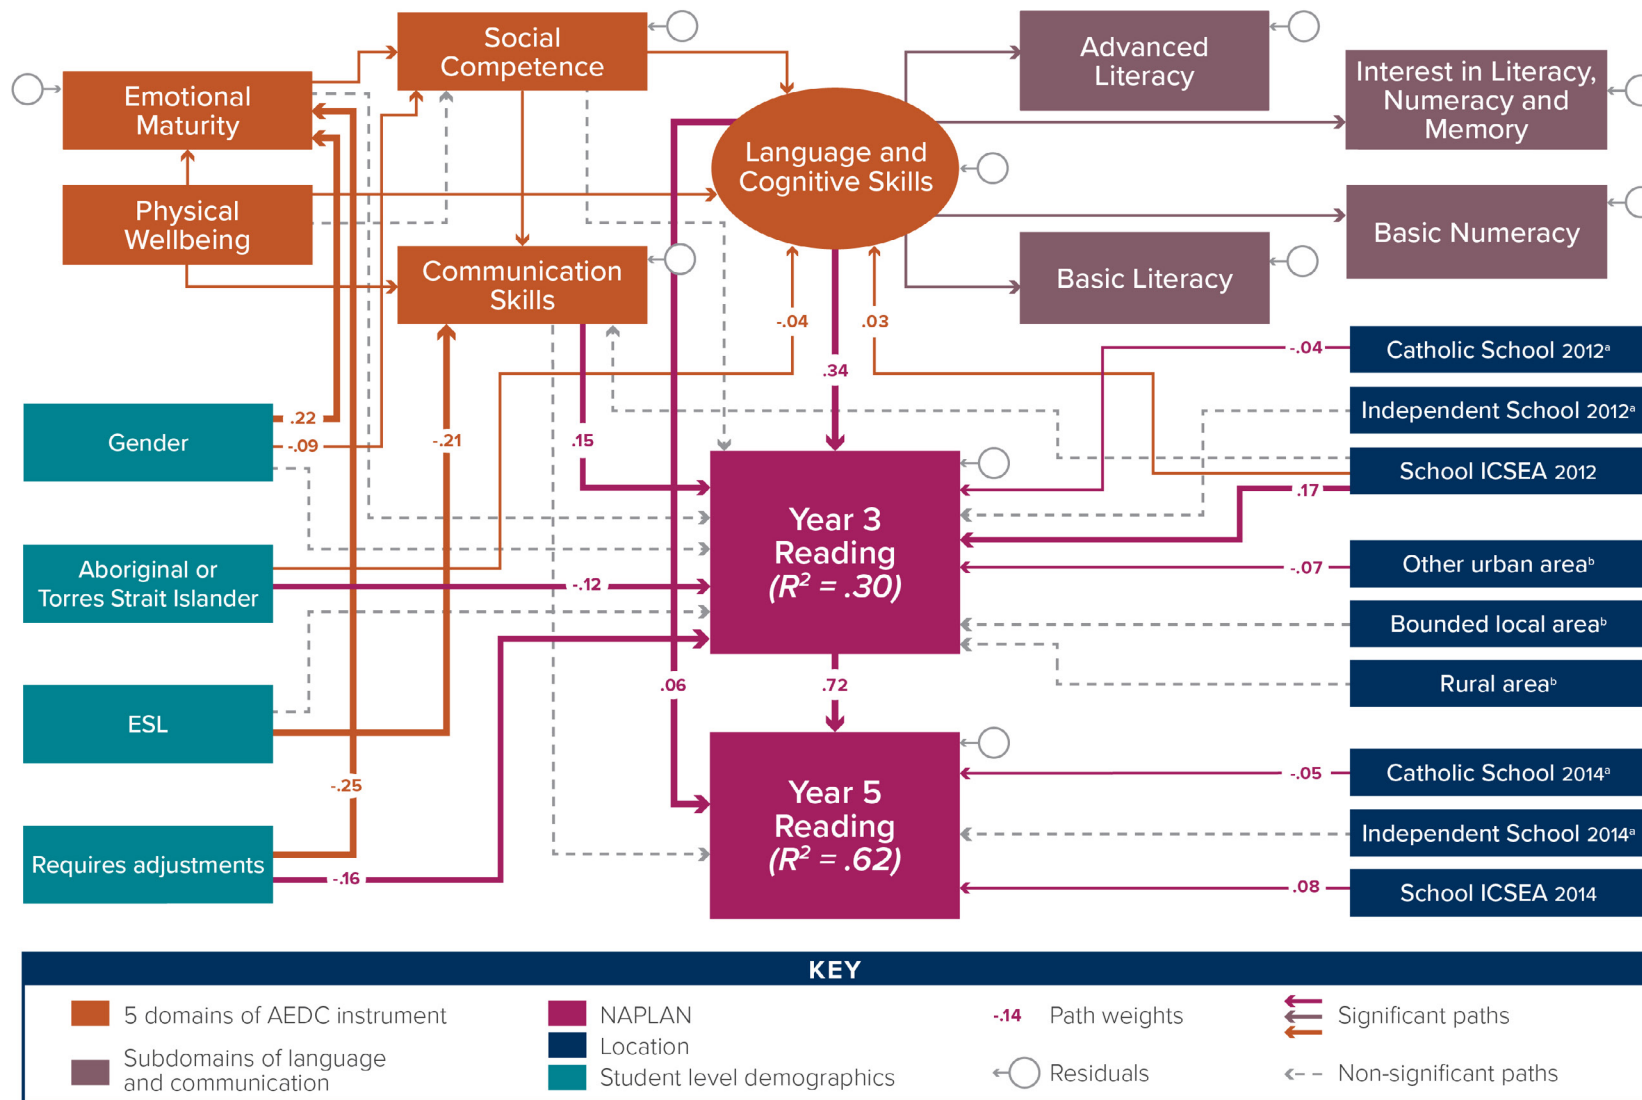 Social
Competence
Advanced
Literacy
Interest in Literacy,
Numeracy and
Memory
Emotional
Maturity
Language and
Cognitive Skills
Physical
Wellbeing
Basic Numeracy
Communication
Skills
Basic Literacy
-.04
.03
.34
-.04
Catholic School 2012ᵃ
Independent School 2012ᵃ
School ICSEA 2012
.17
Gender
.22
-.09
-.21
.15
Year 3
Reading
(R² = .30)
Aboriginal or
Torres Strait Islander
-.12
-.07
Other urban areaᵇ
Bounded local areaᵇ
Rural areaᵇ
.06
.72
ESL
-.25
Year 5
Reading
(R² = .62)
-.05
Catholic School 2014ᵃ
Independent School 2014ᵃ
.08
School ICSEA 2014
Requires adjustments
-.16
KEY
5 domains of AEDC instrument
Subdomains of language
and communication
NAPLAN
Location
Student level demographics
-.14
Path weights
Residuals
Significant paths
Non-significant paths